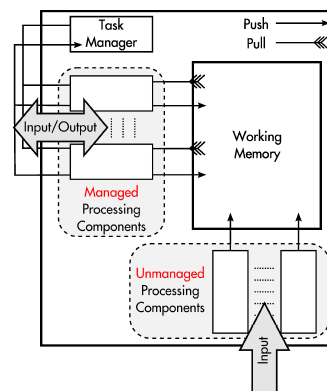 Task
Manager
Push
Pull
Input/Output
Working
Memory
Managed
Processing
Components
Unmanaged
Processing
Components
Input